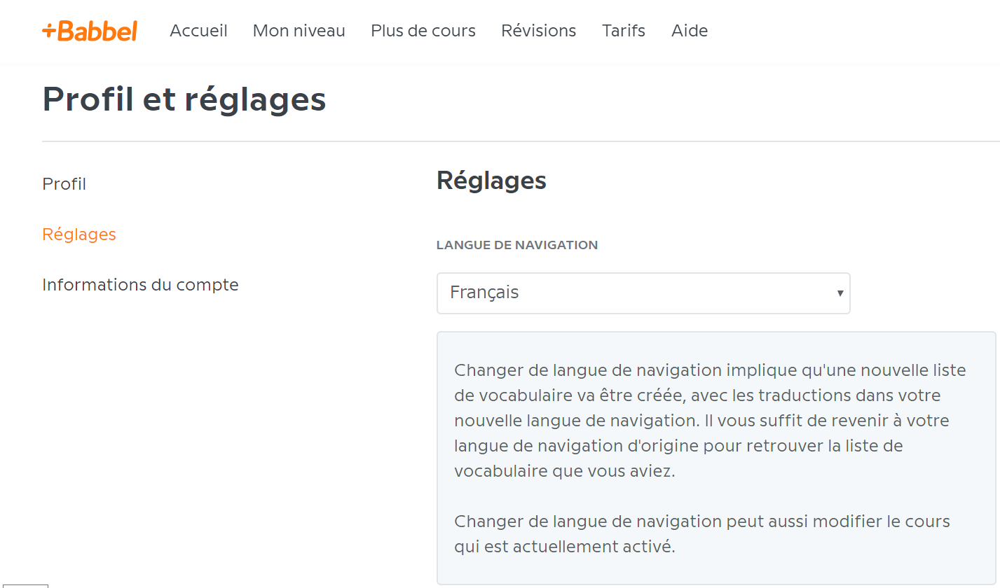 +Babbel Accueil Mon niveau Plus de cours Révisions Tarifs Aide
Profil et réglages
Profil
Réglages
Informations du compte
Réglages
LANGUE DE NAVIGATION
Français
Changer de langue de navigation implique qu'une nouvelle liste
de vocabulaire va être créée, avec les traductions dans votre
nouvelle langue de navigation. Il vous suffit de revenir à votre
langue de navigation d'origine pour retrouver la liste de
vocabulaire que vous aviez.
Changer de langue de navigation peut aussi modifier le cours
qui est actuellement activé.